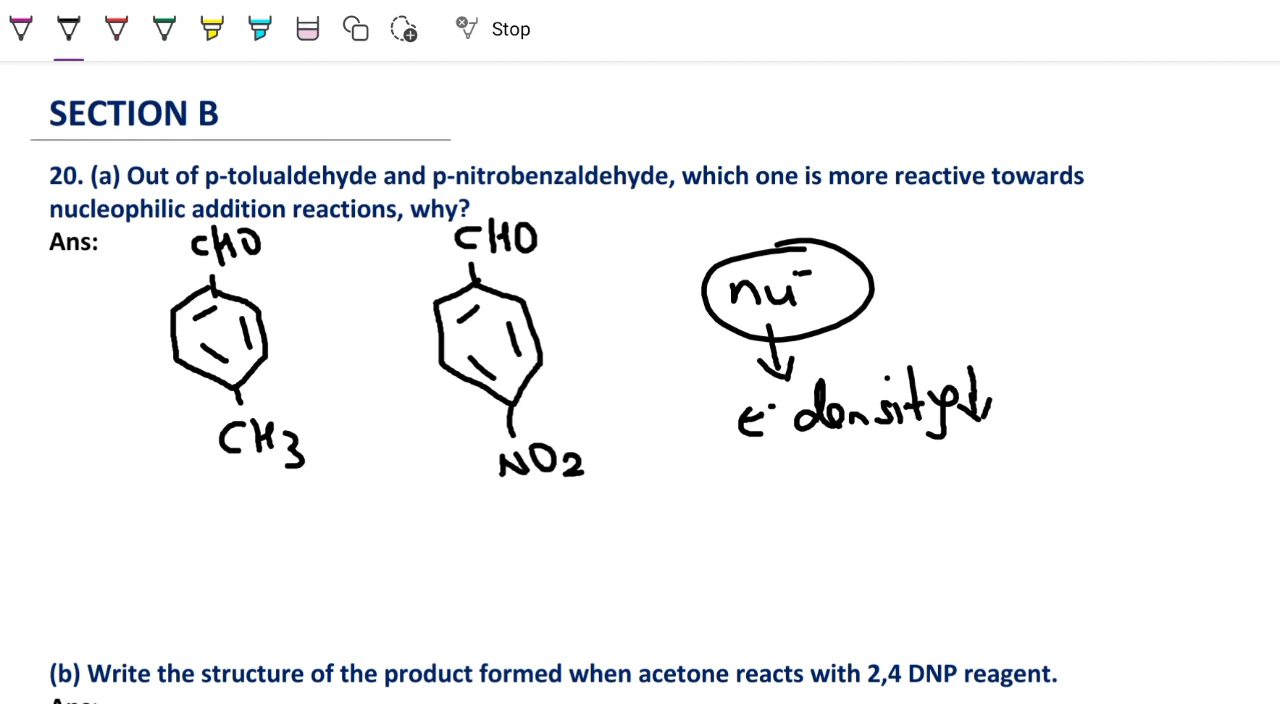 Stop
SECTION B
20. (a) Out of p-tolualdehyde and p-nitrobenzaldehyde, which one is more reactive towards
nucleophilic addition reactions, why?
Ans:
CHO
CHO
nu⁻
e⁻ density↓
CH3
NO2
(b) Write the structure of the product formed when acetone reacts with 2,4 DNP reagent.
Ans: